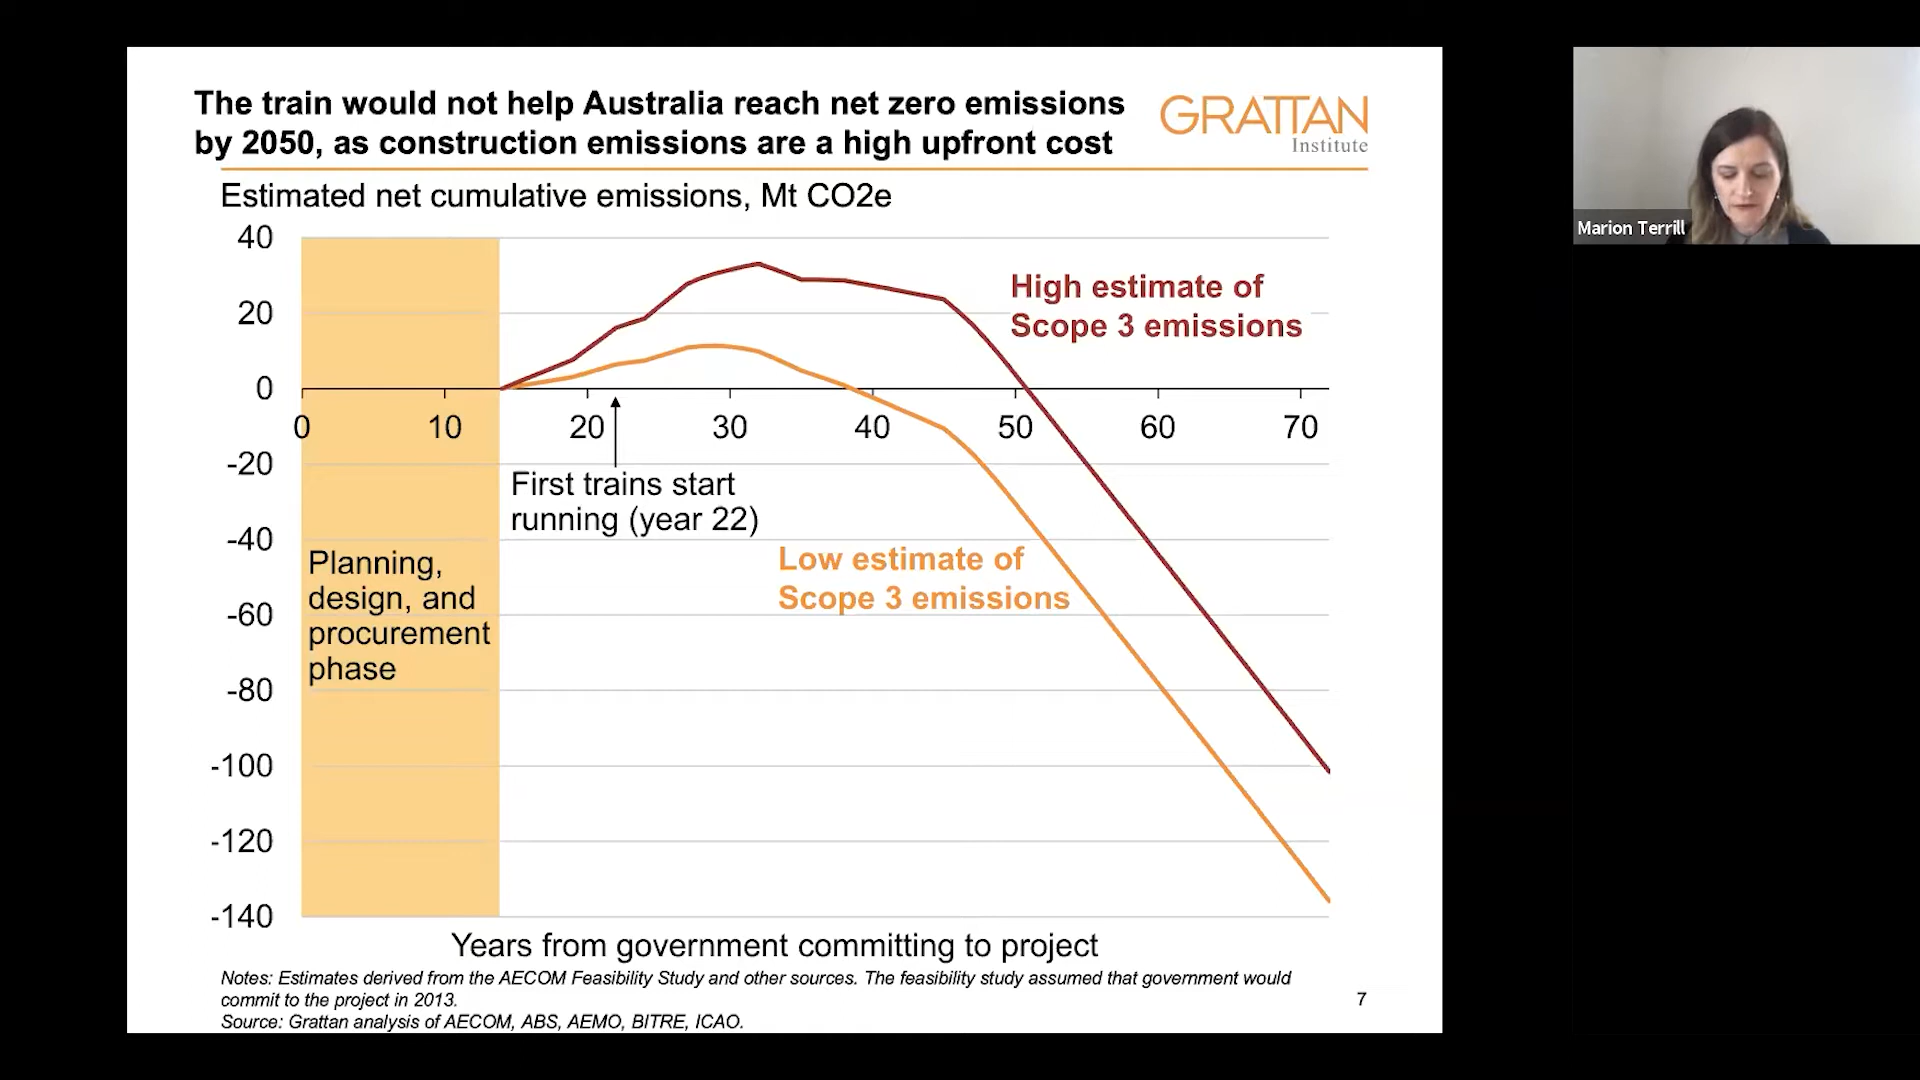 The train would not help Australia reach net zero emissions
by 2050, as construction emissions are a high upfront cost
GRATTAN
Institute
Marion Terrill
Estimated net cumulative emissions, Mt CO2e
40
20
0
-20
-40
-60
-80
-100
-120
-140
0 10 20 30 40 50 60 70
High estimate of
Scope 3 emissions
First trains start
running (year 22)
Low estimate of
Scope 3 emissions
Planning,
design, and
procurement
phase
Years from government committing to project
Notes: Estimates derived from the AECOM Feasibility Study and other sources. The feasibility study assumed that government would
commit to the project in 2013.
Source: Grattan analysis of AECOM, ABS, AEMO, BITRE, ICAO.
7